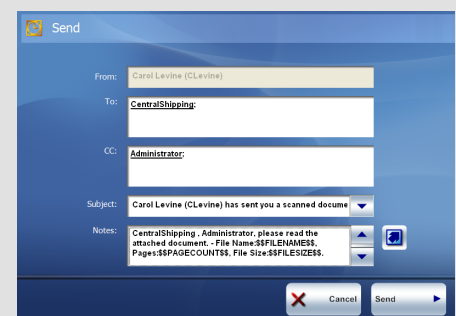 Send
From: Carol Levine (CLevine)
To: CentralShipping;
CC: Administrator;
Subject: Carol Levine (CLevine) has sent you a scanned docume
Notes: CentralShipping , Administrator, please read the
attached document. - File Name:$$FILENAME$$,
Pages:$$PAGECOUNT$$, File Size:$$FILESIZE$$.
Cancel Send